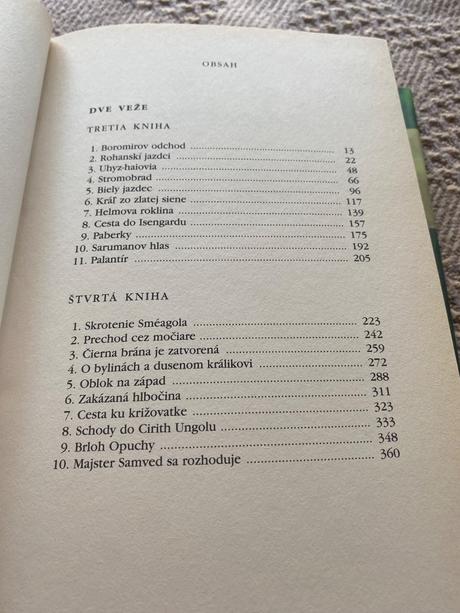 OBSAH
DVE VEŽE
TRETIA KNIHA
1. Boromirov odchod ........ 13
2. Rohanskí jazdci ........ 22
3. Uhyz-haiovia ........ 48
4. Stromobrad ........ 66
5. Biely jazdec ........ 96
6. Kráľ zo zlatej siene ........ 117
7. Helmova roklina ........ 139
8. Cesta do Isengardu ........ 157
9. Paberky ........ 175
10. Sarumanov hlas ........ 192
11. Palantír ........ 205
ŠTVRTÁ KNIHA
1. Skrotenie Sméagola ........ 223
2. Prechod cez močiare ........ 242
3. Čierna brána je zatvorená ........ 259
4. O bylinách a dusenom králikovi ........ 272
5. Oblok na západ ........ 288
6. Zakázaná hlbočina ........ 311
7. Cesta ku križovatke ........ 323
8. Schody do Cirith Ungolu ........ 333
9. Brloh Opuchy ........ 348
10. Majster Samved sa rozhoduje ........ 360